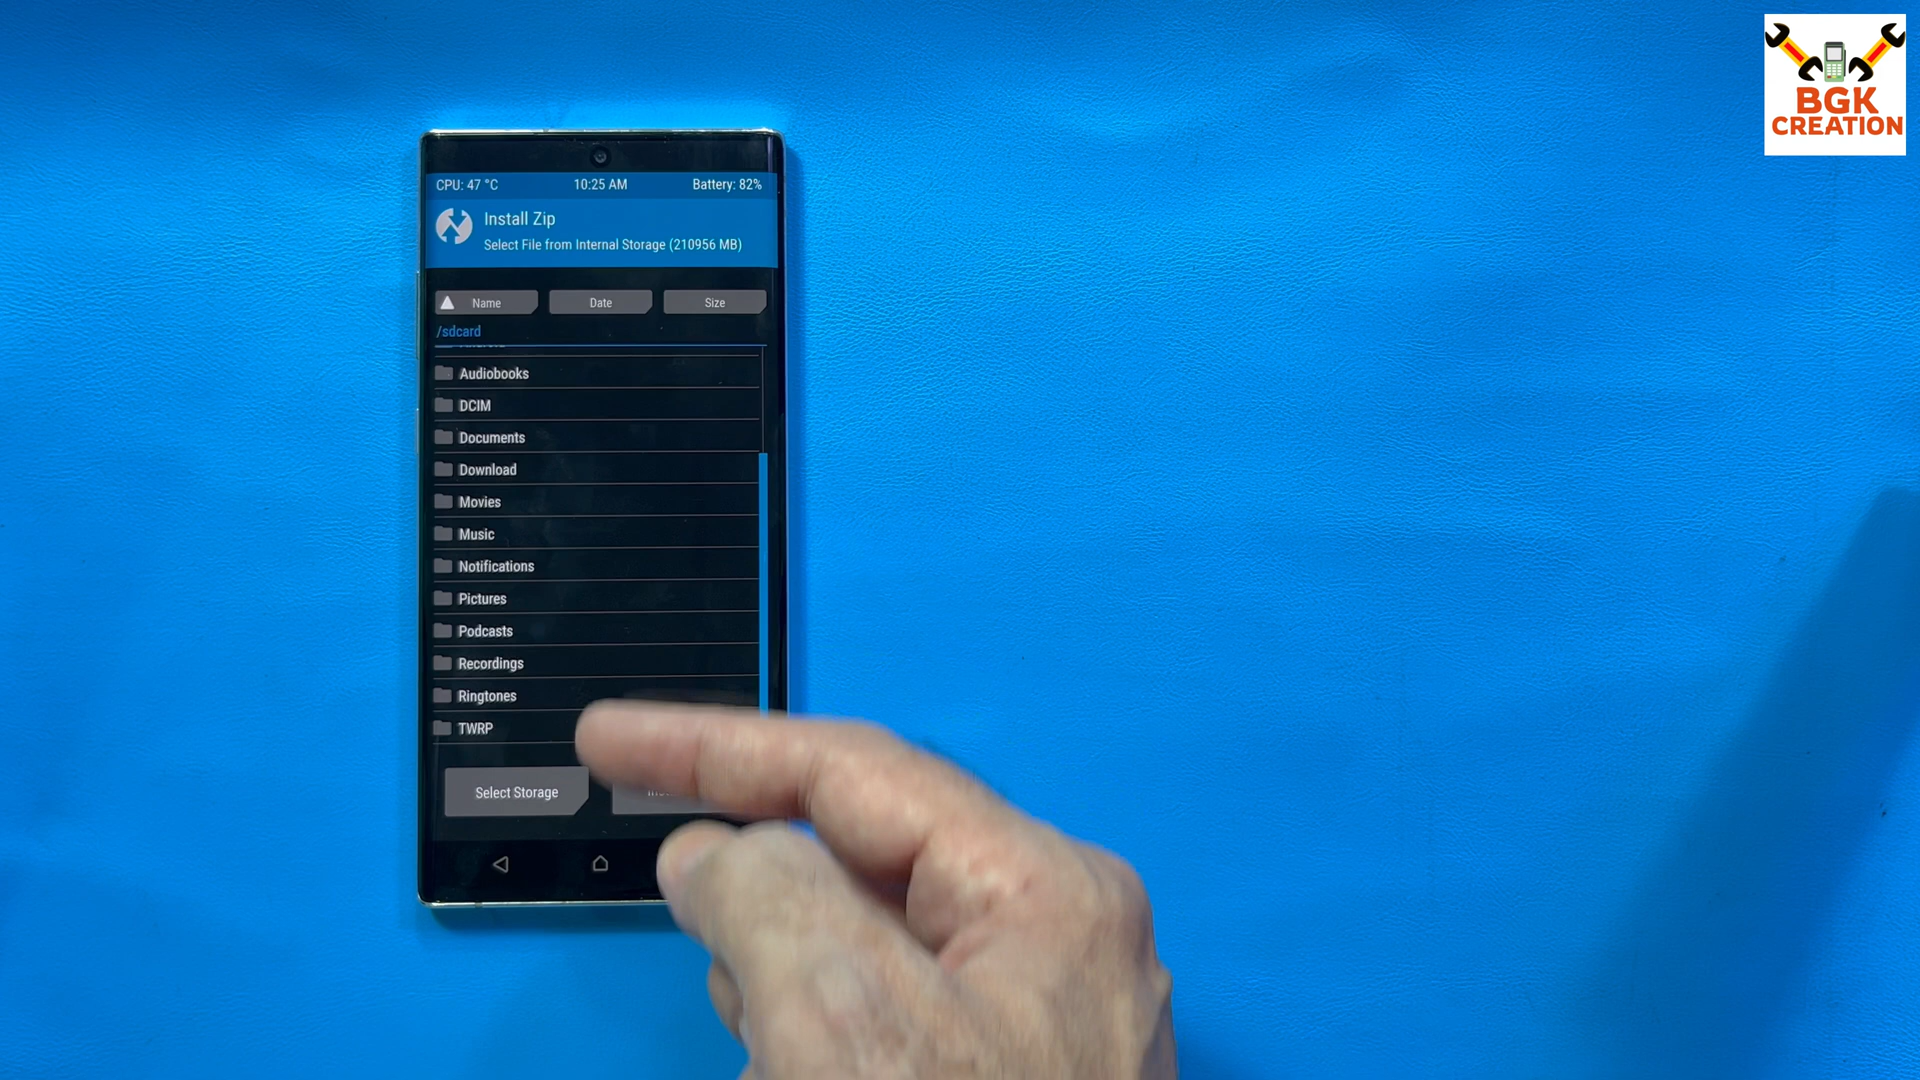 BGK
CREATION
CPU: 47 °C 10:25 AM Battery: 82%
Install Zip
Select File from Internal Storage (210956 MB)
Name Date Size
/sdcard
Audiobooks
DCIM
Documents
Download
Movies
Music
Notifications
Pictures
Podcasts
Recordings
Ringtones
TWRP
Select Storage